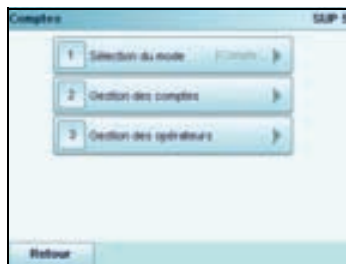 Comptes SUP
1 Sélection du mode
2 Gestion des comptes
3 Gestion des opérateurs
Retour